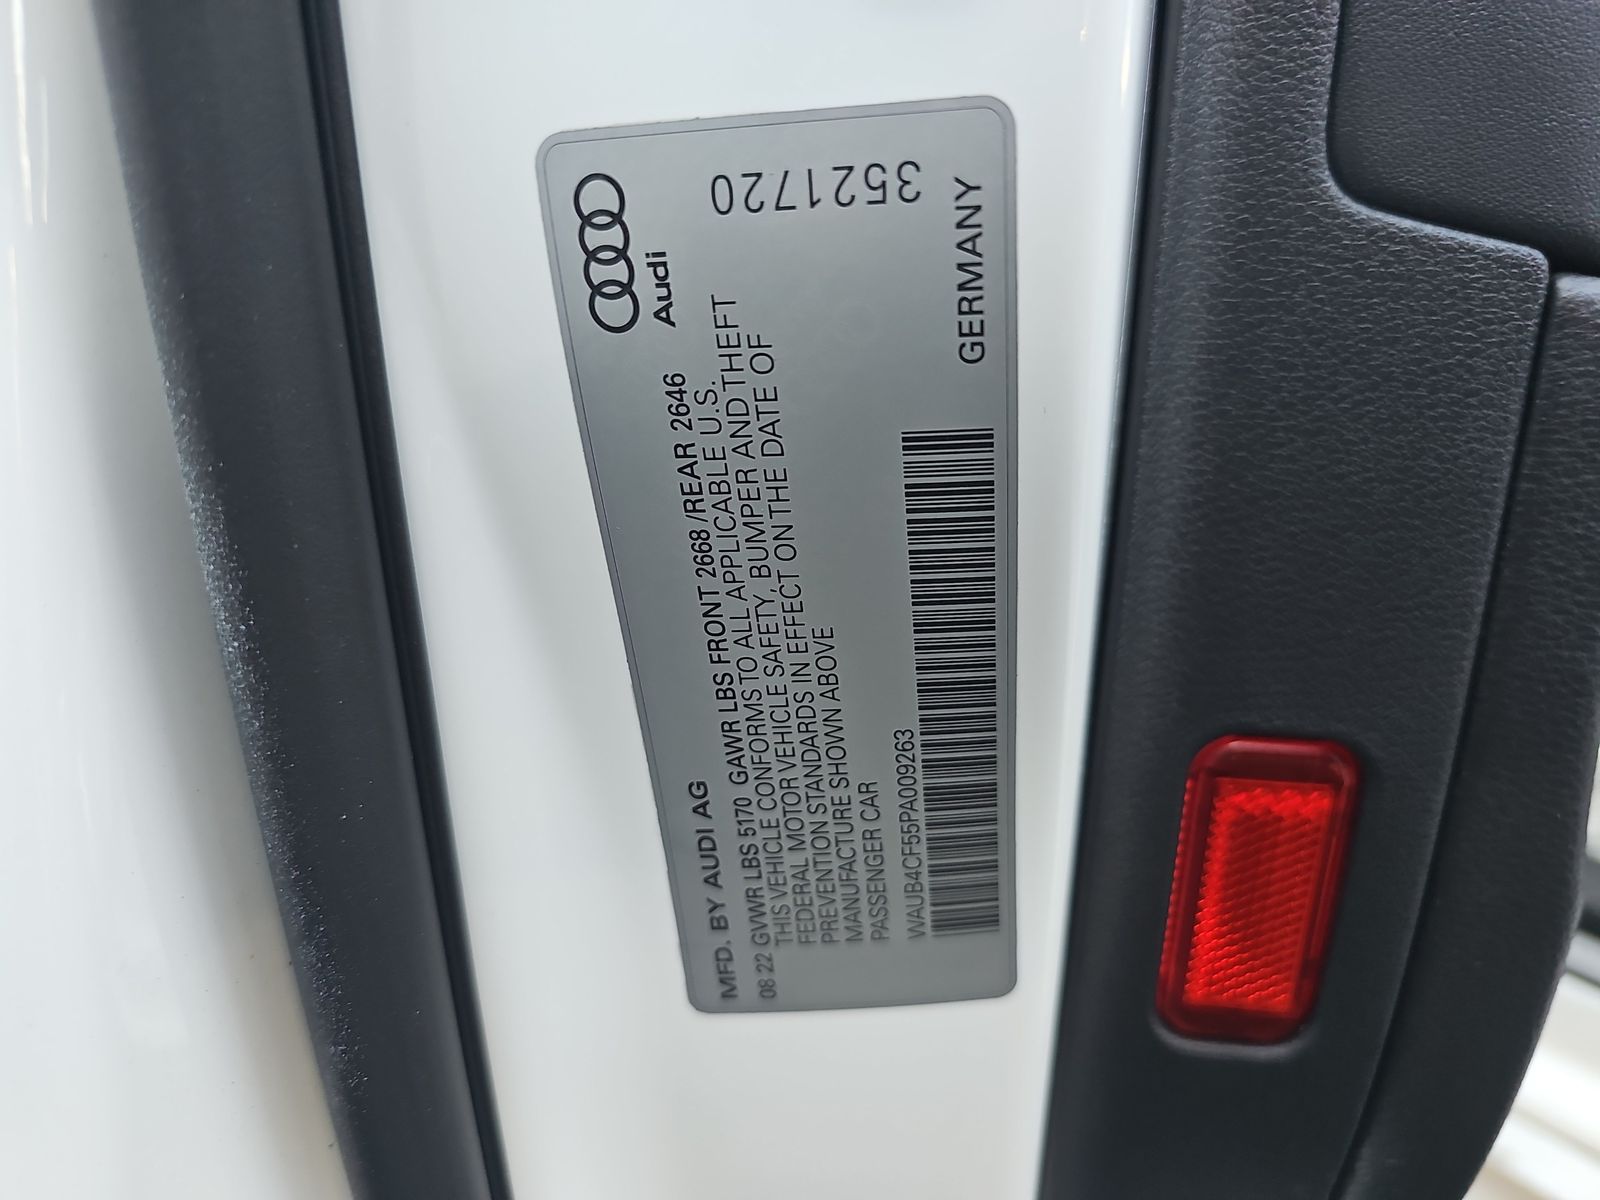 MFD. BY AUDI AG
08 22 GVWR LBS 5170 GAWR LBS FRONT 2668 /REAR 2646
THIS VEHICLE CONFORMS TO ALL APPLICABLE U.S.
FEDERAL MOTOR VEHICLE SAFETY, BUMPER AND THEFT
PREVENTION STANDARDS IN EFFECT ON THE DATE OF
MANUFACTURE SHOWN ABOVE
PASSENGER CAR
WAUB4CF55PA009263
Audi
3521720
GERMANY